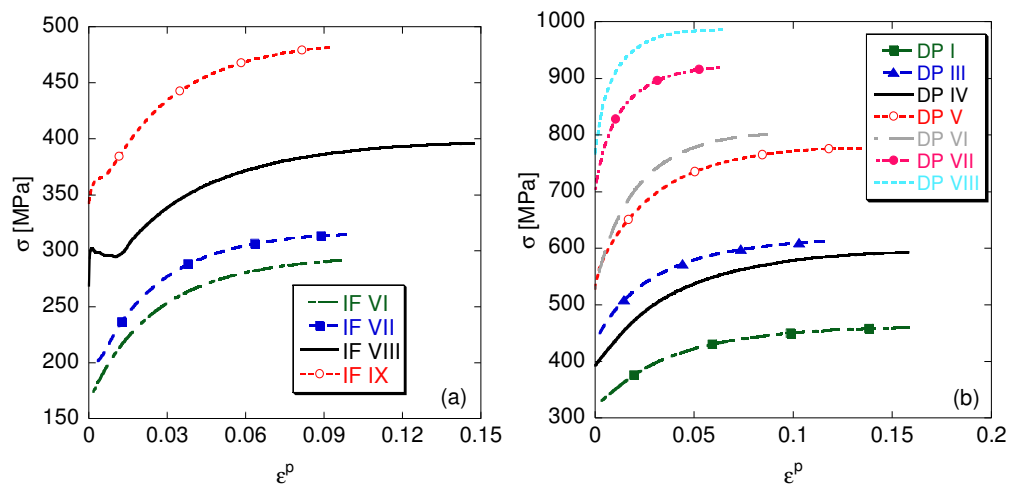 500
450
400
350
300
250
200
150
0
0.03
0.06
0.09
0.12
0.15
σ [MPa]
ε^p
IF VI
IF VII
IF VIII
IF IX
(a)
1000
900
800
700
600
500
400
300
0
0.05
0.1
0.15
0.2
σ [MPa]
ε^p
DP I
DP III
DP IV
DP V
DP VI
DP VII
DP VIII
(b)